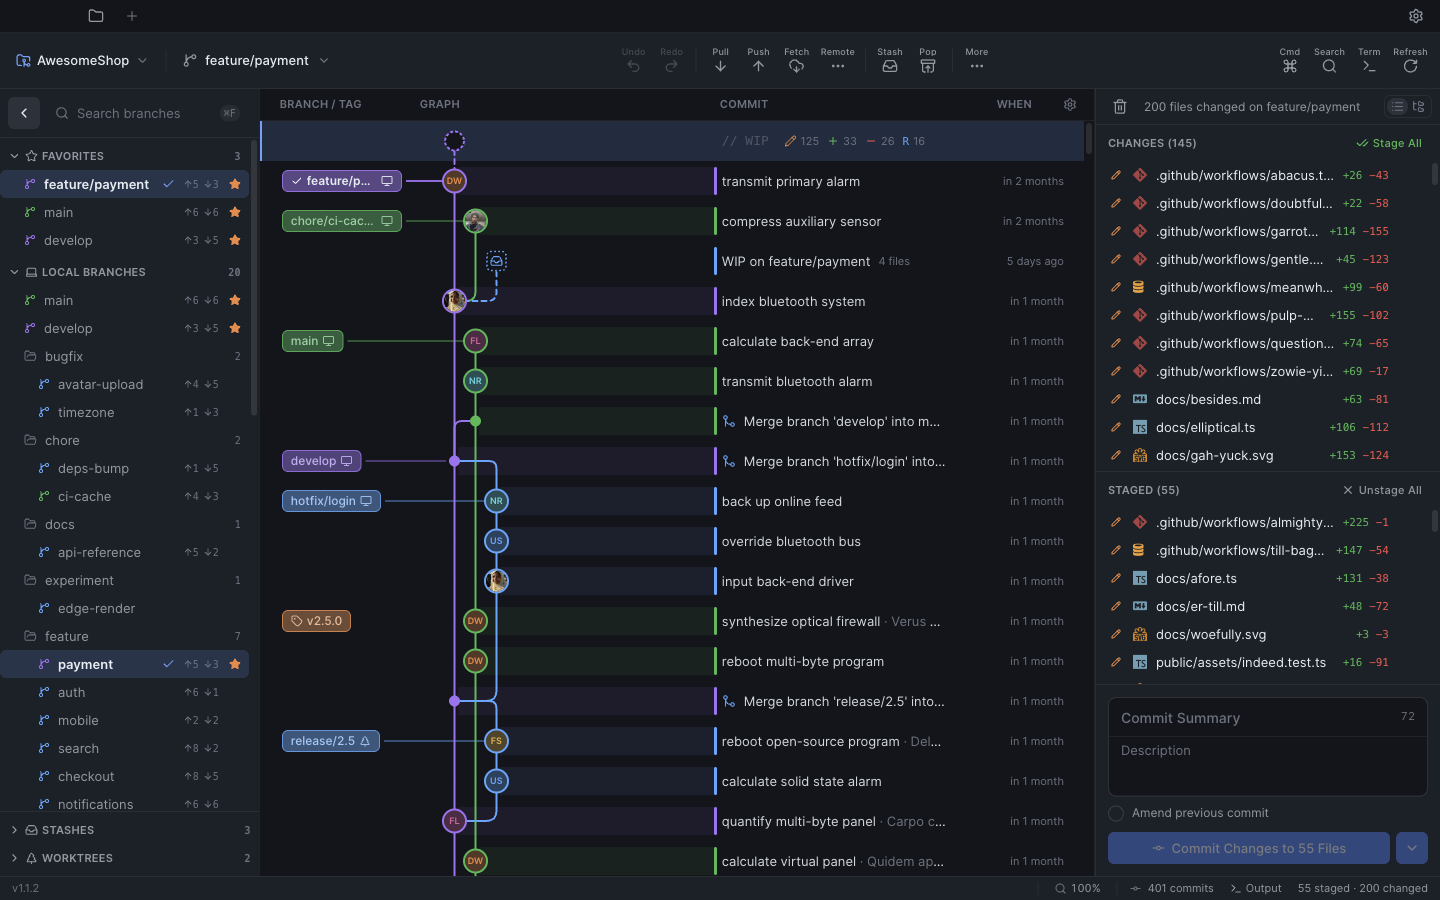 AwesomeShop
feature/payment
Undo Redo Pull Push Fetch Remote Stash Pop More
Cmd Search Term Refresh
Search branches ⌘F
FAVORITES 3
feature/payment ↑5 ↓3
main ↑6 ↓6
develop ↑3 ↓5
LOCAL BRANCHES 20
main ↑6 ↓6
develop ↑3 ↓5
bugfix 2
avatar-upload ↑4 ↓5
timezone ↑1 ↓3
chore 2
deps-bump ↑5 ↓1
ci-cache ↑4 ↓3
docs 1
api-reference ↑5 ↓2
experiment 1
edge-render
feature 7
payment ↑5 ↓3
auth ↑6 ↓1
mobile ↑2 ↓2
search ↑8 ↓2
checkout ↑8 ↓5
notifications ↑6 ↓6
STASHES 3
WORKTREES 2
BRANCH / TAG GRAPH COMMIT WHEN
// WIP 125 + 33 − 26 R 16
feature/p... DW transmit primary alarm in 2 months
chore/ci-cac... compress auxiliary sensor in 2 months
WIP on feature/payment 4 files 5 days ago
index bluetooth system in 1 month
main FL calculate back-end array in 1 month
NR transmit bluetooth alarm in 1 month
Merge branch 'develop' into m... in 1 month
develop Merge branch 'hotfix/login' into... in 1 month
hotfix/login NR back up online feed in 1 month
US override bluetooth bus in 1 month
input back-end driver in 1 month
v2.5.0 DW synthesize optical firewall · Verus ... in 1 month
DW reboot multi-byte program in 1 month
Merge branch 'release/2.5' into... in 1 month
release/2.5 FS reboot open-source program · Del... in 1 month
US calculate solid state alarm in 1 month
FL quantify multi-byte panel · Carpo c... in 1 month
DW calculate virtual panel · Quidem ap... in 1 month
200 files changed on feature/payment
CHANGES (145) Stage All
.github/workflows/abacus.t... +26 −43
.github/workflows/doubtful... +22 −58
.github/workflows/garrot... +114 −155
.github/workflows/gentle.... +45 −123
.github/workflows/meanwh... +99 −60
.github/workflows/pulp-... +155 −102
.github/workflows/question... +74 −65
.github/workflows/zowie-yi... +69 −17
docs/besides.md +63 −81
TS docs/elliptical.ts +106 −112
SVG docs/gah-yuck.svg +153 −124
STAGED (55) Unstage All
.github/workflows/almighty... +225 −1
.github/workflows/till-bag... +147 −54
TS docs/afore.ts +131 −38
docs/er-till.md +48 −72
SVG docs/woefully.svg +3 −3
TS public/assets/indeed.test.ts +16 −91
Commit Summary 72
Description
Amend previous commit
Commit Changes to 55 Files
v1.1.2
100% 401 commits Output 55 staged · 200 changed